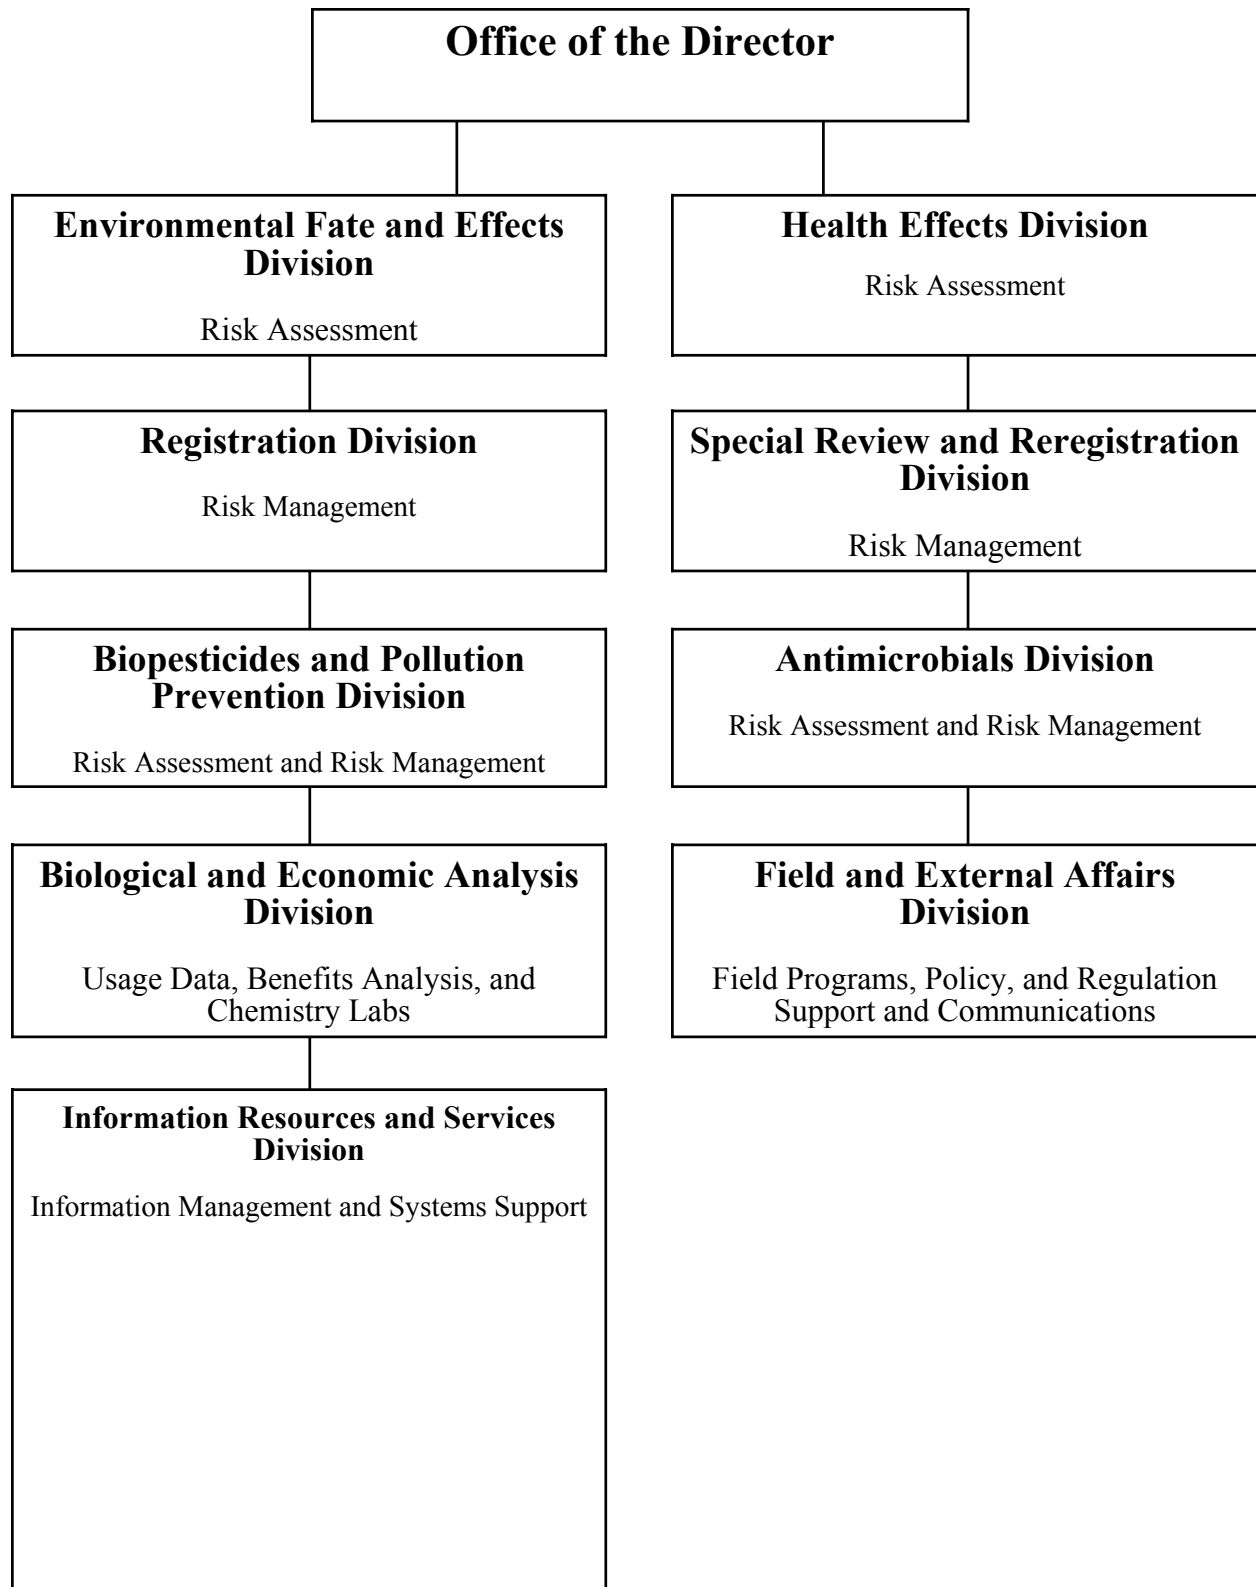 Office of the Director
Environmental Fate and Effects
Division
Risk Assessment
Health Effects Division
Risk Assessment
Registration Division
Risk Management
Special Review and Reregistration
Division
Risk Management
Biopesticides and Pollution
Prevention Division
Risk Assessment and Risk Management
Antimicrobials Division
Risk Assessment and Risk Management
Biological and Economic Analysis
Division
Usage Data, Benefits Analysis, and
Chemistry Labs
Field and External Affairs
Division
Field Programs, Policy, and Regulation
Support and Communications
Information Resources and Services
Division
Information Management and Systems Support